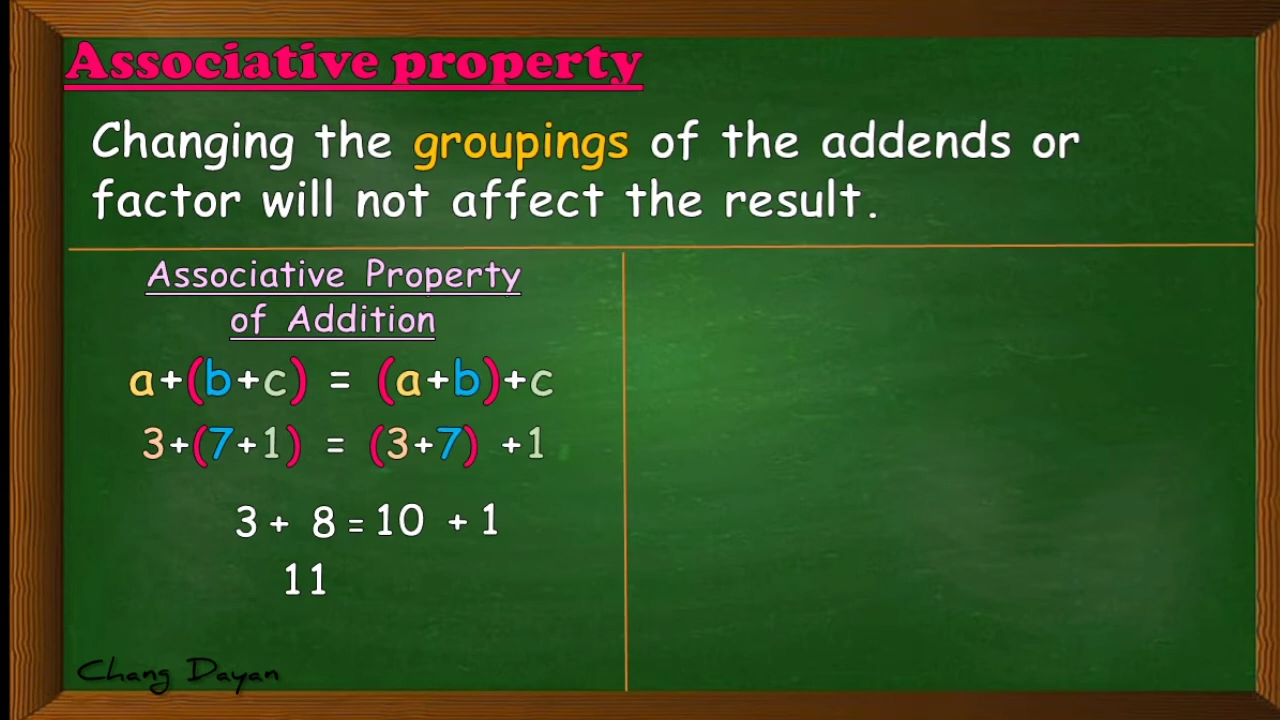 Associative property
Changing the groupings of the addends or
factor will not affect the result.
Associative Property
of Addition
a+(b+c) = (a+b)+c
3+(7+1) = (3+7) +1
3 + 8 = 10 + 1
11
Chang Dayan